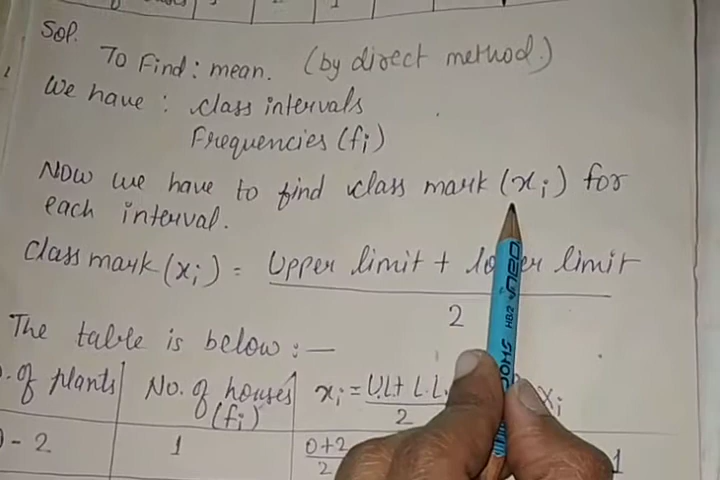 Sol.
To Find: mean. (by direct method.)
We have: class intervals
Frequencies (fi)
Now we have to find class mark (xi) for
each interval.
Class mark (xi) = Upper limit + lower limit
2
The table is below:—
of plants No. of houses (fi) xi = U.L+ L.L. xi
2
- 2 1 0+2 1
2